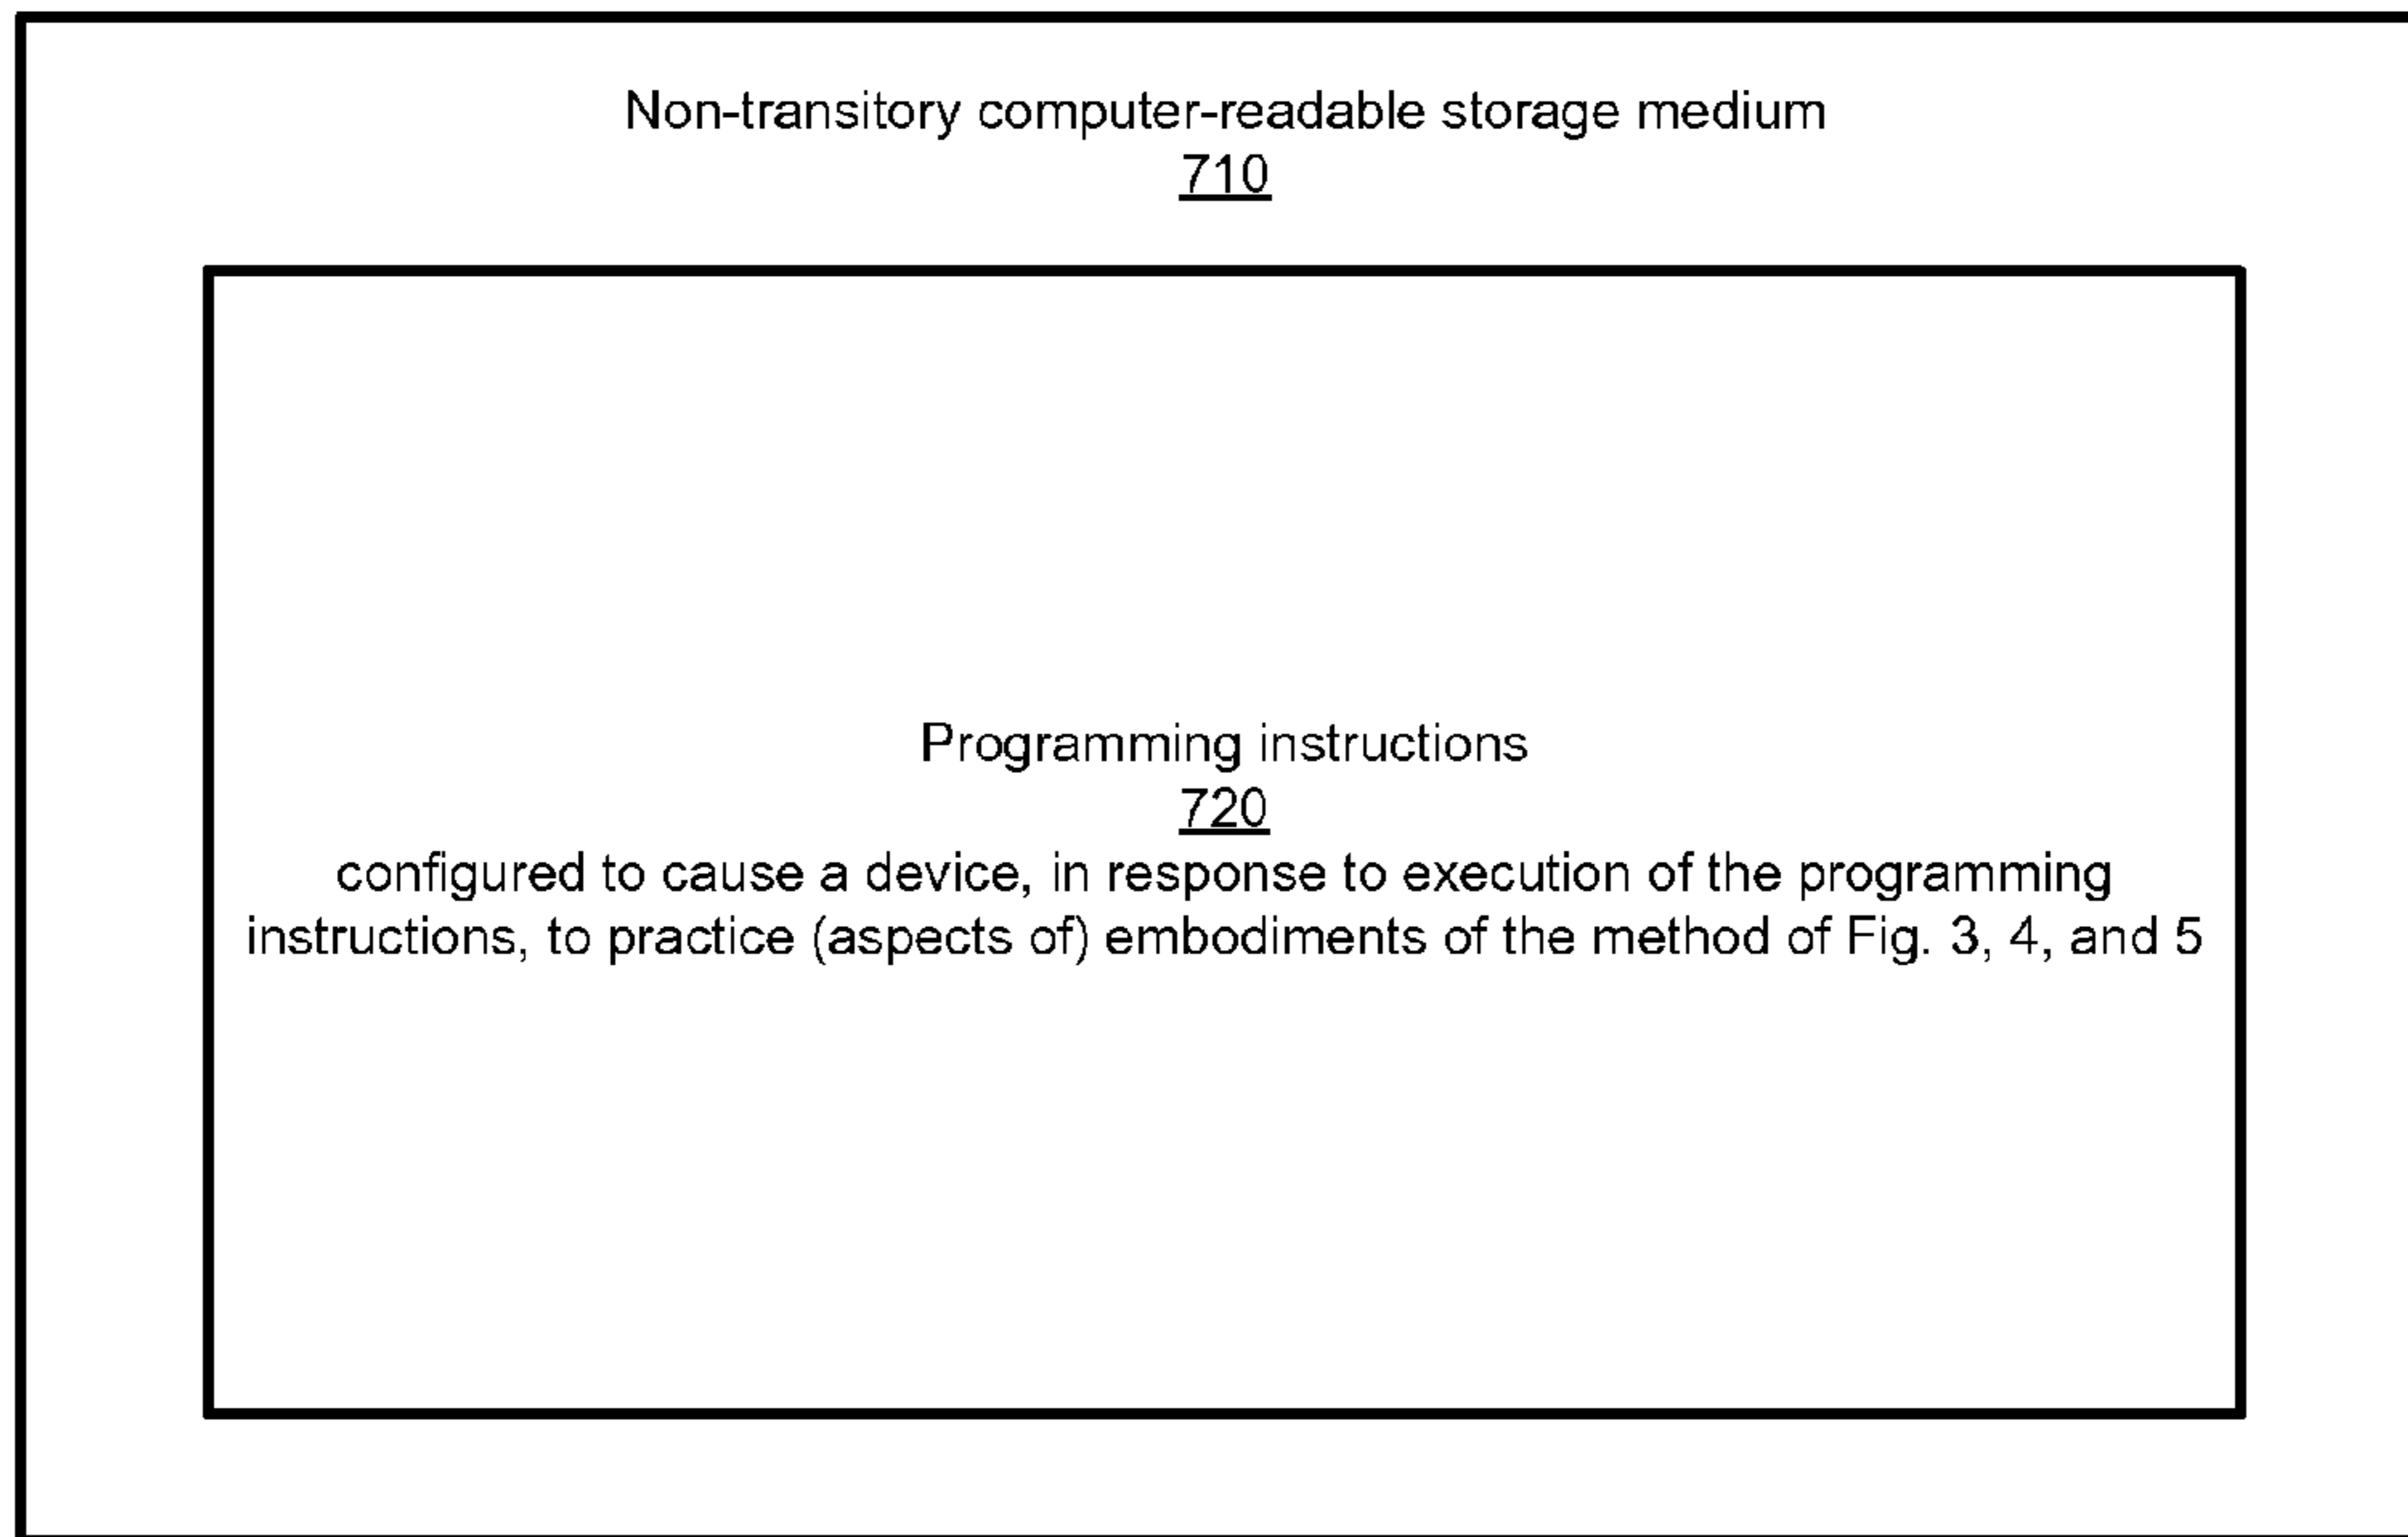 Non-transitory computer-readable storage medium
710
Programming instructions
720
configured to cause a device, in response to execution of the programming
instructions, to practice (aspects of) embodiments of the method of Fig. 3, 4, and 5